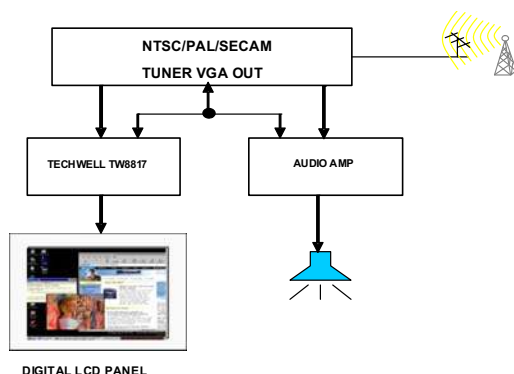 NTSC/PAL/SECAM
TUNER VGA OUT
TECHWELL TW8817
AUDIO AMP
DIGITAL LCD PANEL